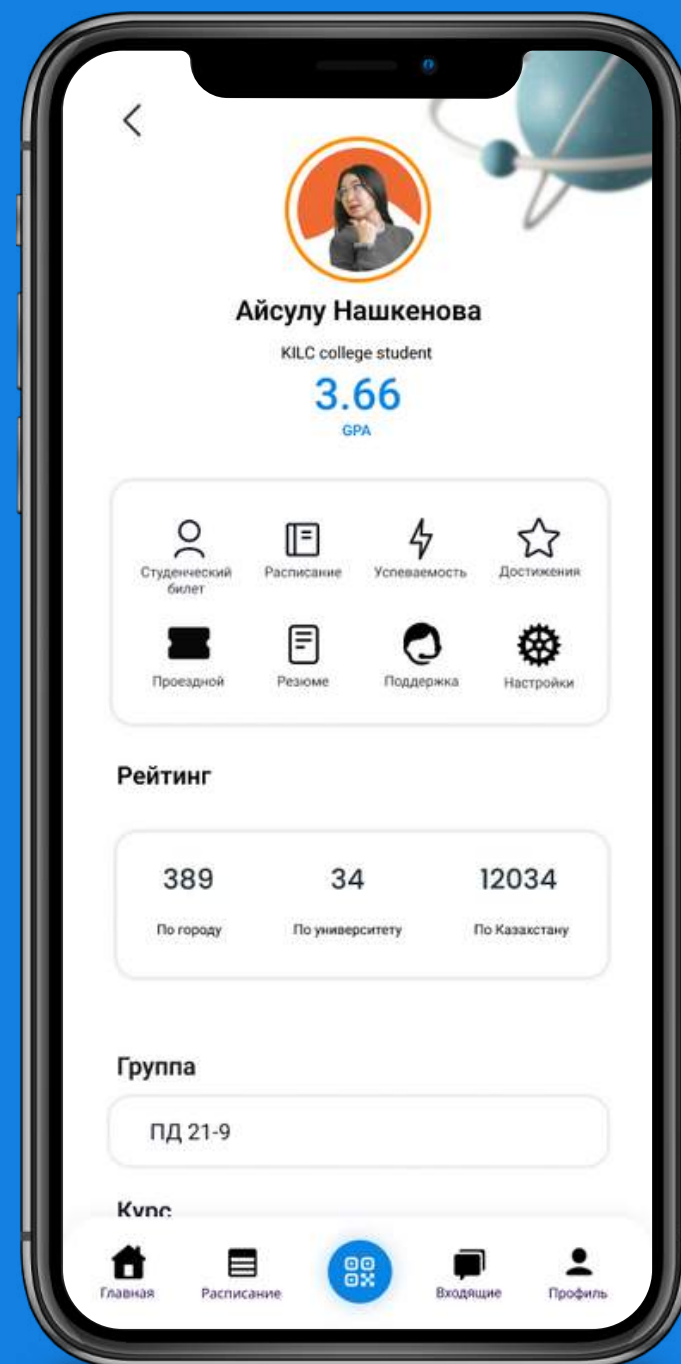 Айсулу Нашкенова
KILC college student
3.66
GPA
Студенческий билет
Расписание
Успеваемость
Достижения
Проездной
Резюме
Поддержка
Настройки
Рейтинг
389
34
12034
По городу
По университету
По Казахстану
Группа
ПД 21-9
Курс
Главная
Расписание
Входящие
Профиль